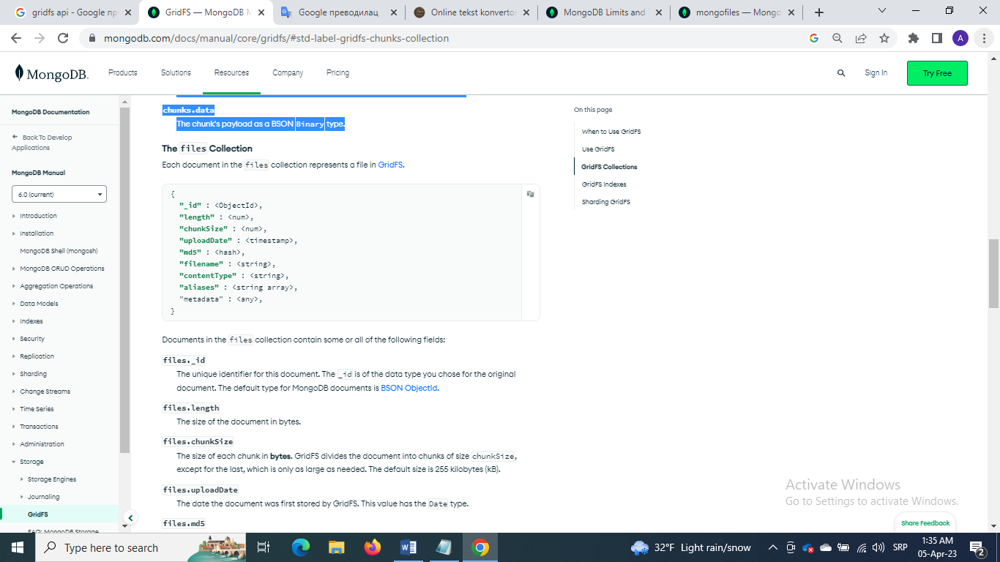 gridfs api - Google пр
GridFS — MongoDB M
Google преводилац
Online tekst konverto
MongoDB Limits and
mongofiles — Mongo
mongodb.com/docs/manual/core/gridfs/#std-label-gridfs-chunks-collection
A
MongoDB.
Products
Solutions
Resources
Company
Pricing
Sign In
Try Free
MongoDB Documentation
Back To Develop
Applications
MongoDB Manual
6.0 (current)
Introduction
Installation
MongoDB Shell (mongosh)
MongoDB CRUD Operations
Aggregation Operations
Data Models
Indexes
Security
Replication
Sharding
Change Streams
Time Series
Transactions
Administration
Storage
Storage Engines
Journaling
GridFS
FAQ: MongoDB Storage
chunks.data
The chunk's payload as a BSON Binary type.
The files Collection
Each document in the files collection represents a file in GridFS.
{
"_id" : <ObjectId>,
"length" : <num>,
"chunkSize" : <num>,
"uploadDate" : <timestamp>,
"md5" : <hash>,
"filename" : <string>,
"contentType" : <string>,
"aliases" : <string array>,
"metadata" : <any>,
}
Documents in the files collection contain some or all of the following fields:
files._id
The unique identifier for this document. The _id is of the data type you chose for the original
document. The default type for MongoDB documents is BSON ObjectId.
files.length
The size of the document in bytes.
files.chunkSize
The size of each chunk in bytes. GridFS divides the document into chunks of size chunkSize,
except for the last, which is only as large as needed. The default size is 255 kilobytes (kB).
files.uploadDate
The date the document was first stored by GridFS. This value has the Date type.
files.md5
On this page
When to Use GridFS
Use GridFS
GridFS Collections
GridFS Indexes
Sharding GridFS
Activate Windows
Go to Settings to activate Windows.
Share Feedback
Type here to search
32°F Light rain/snow
SRP
1:35 AM
05-Apr-23
2